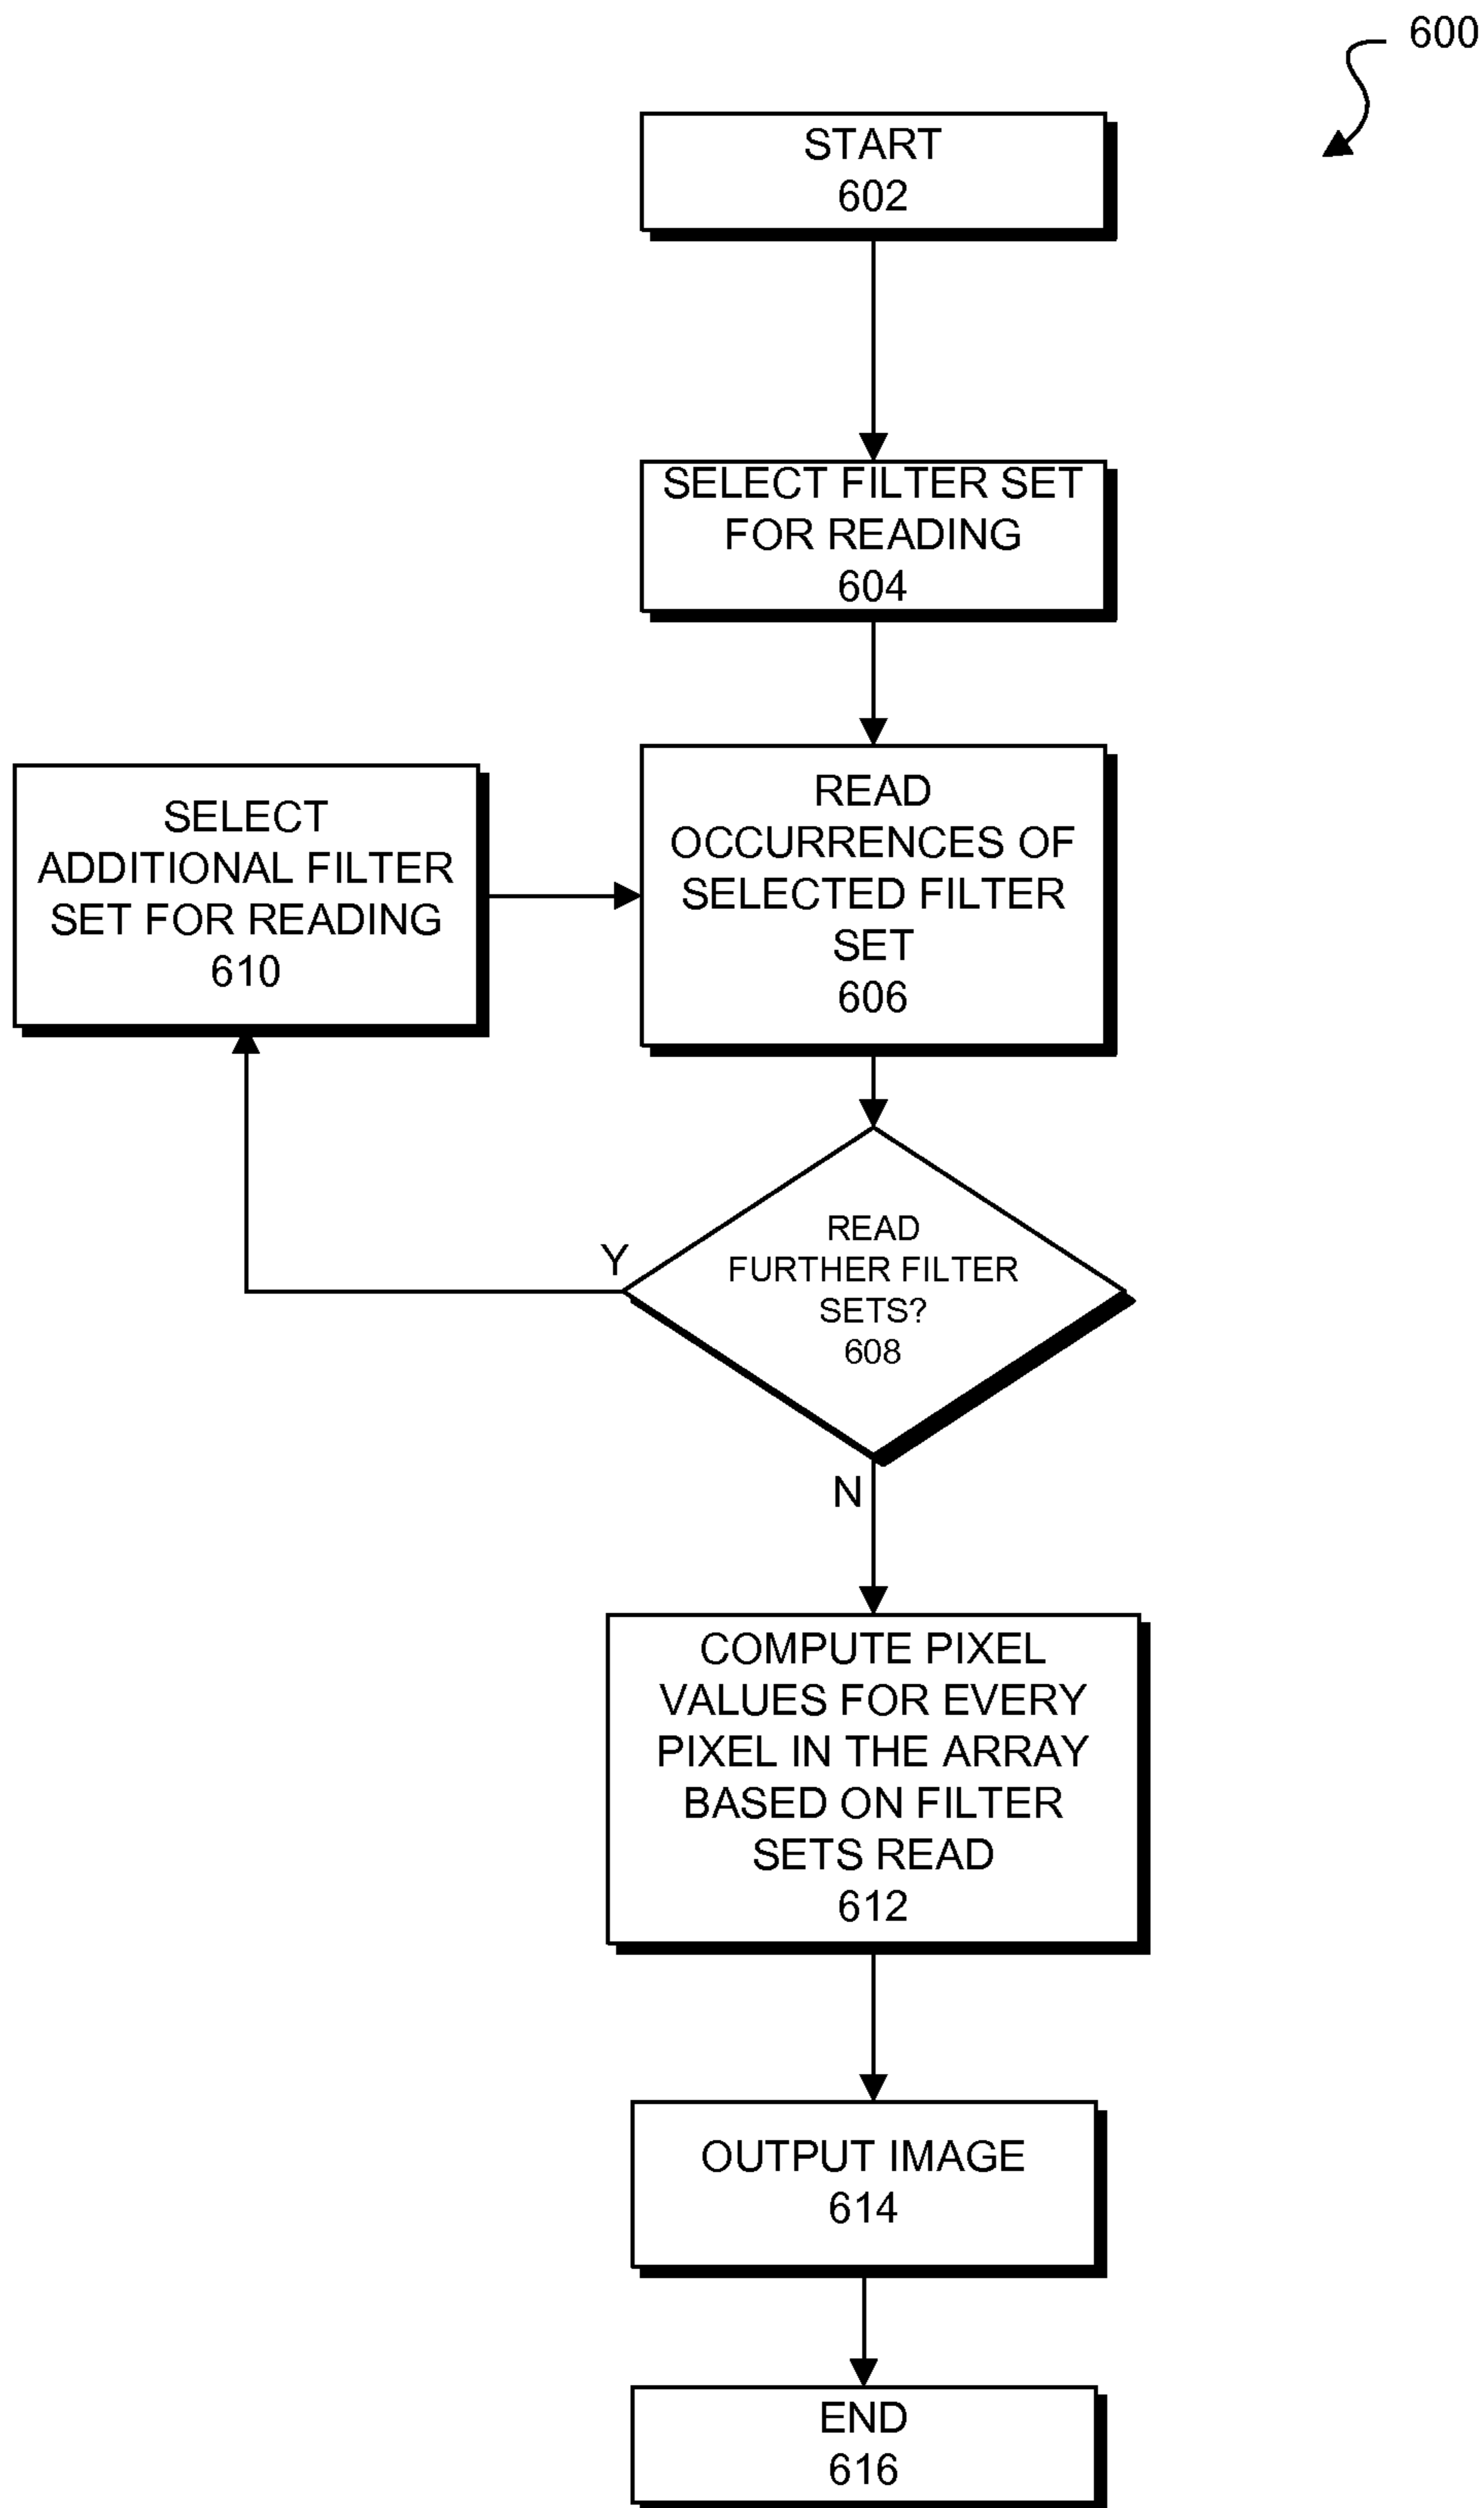 600
START
602
SELECT FILTER SET
FOR READING
604
READ
OCCURRENCES OF
SELECTED FILTER
SET
606
SELECT
ADDITIONAL FILTER
SET FOR READING
610
READ
FURTHER FILTER
SETS?
608
Y
N
COMPUTE PIXEL
VALUES FOR EVERY
PIXEL IN THE ARRAY
BASED ON FILTER
SETS READ
612
OUTPUT IMAGE
614
END
616